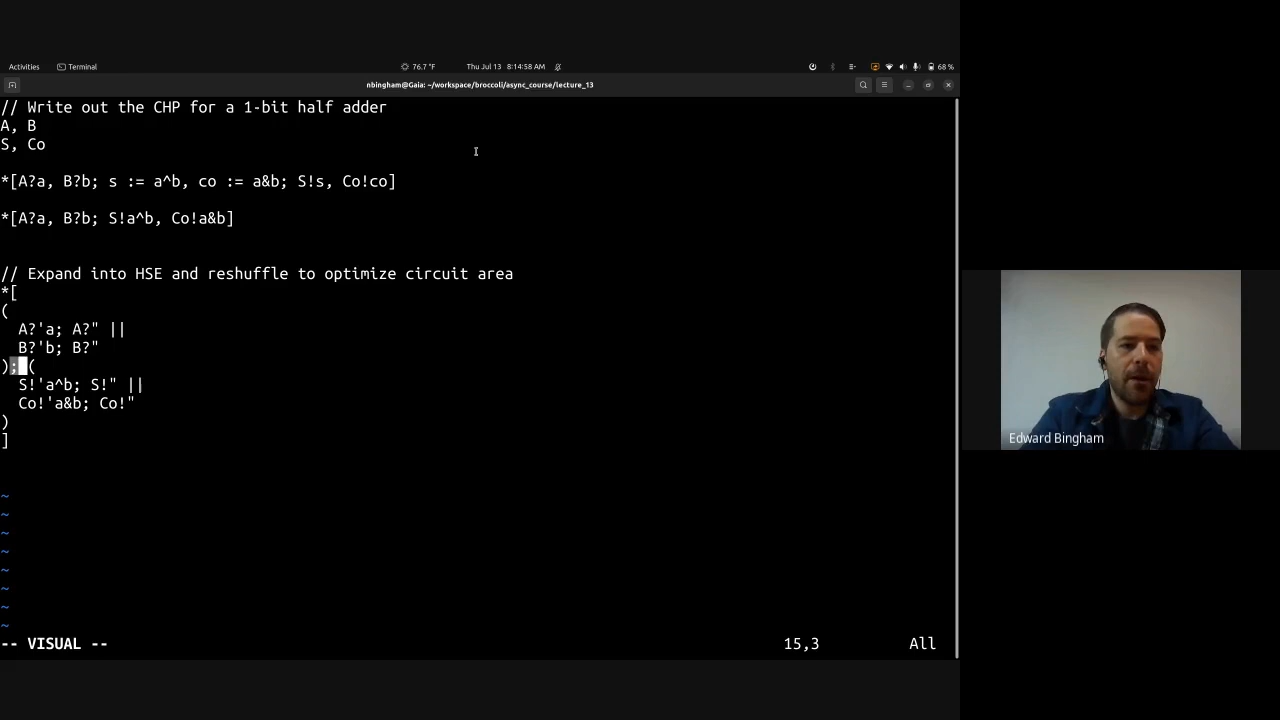 Activities
Terminal
76.7 °F
Thu Jul 13 8:14:58 AM
68 %
nbingham@Gaia: ~/workspace/broccoli/async_course/lecture_13
// Write out the CHP for a 1-bit half adder
A, B
S, Co
*[A?a, B?b; s := a^b, co := a&b; S!s, Co!co]
*[A?a, B?b; S!a^b, Co!a&b]
// Expand into HSE and reshuffle to optimize circuit area
*[
(
A?'a; A?" ||
B?'b; B?"
); (
S!'a^b; S!" ||
Co!'a&b; Co!"
)
]
~
~
~
~
~
~
~
~
-- VISUAL --
15,3
All
Edward Bingham